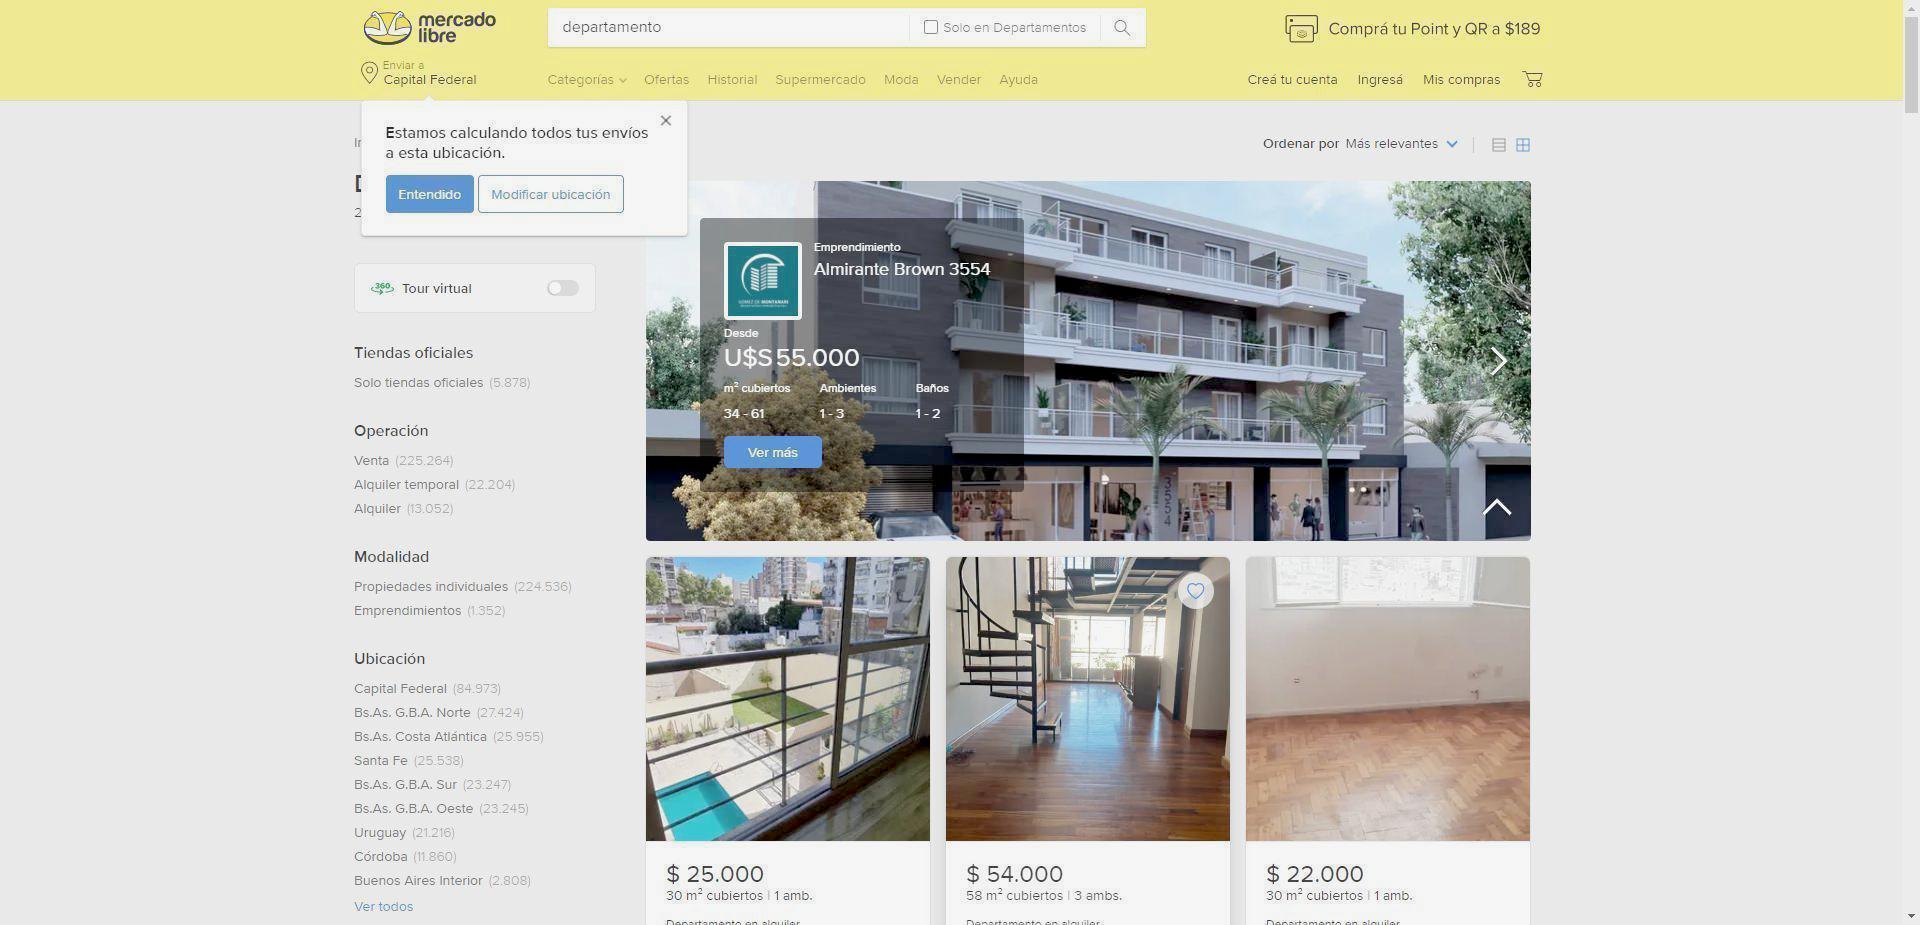 mercado
libre
departamento
Solo en Departamentos
Comprá tu Point y QR a $189
Enviar a
Capital Federal
Categorías
Ofertas
Historial
Supermercado
Moda
Vender
Ayuda
Creá tu cuenta
Ingresá
Mis compras
Estamos calculando todos tus envíos
a esta ubicación.
Entendido
Modificar ubicación
Ordenar por Más relevantes
360
Tour virtual
Tiendas oficiales
Solo tiendas oficiales (5.878)
Operación
Venta (225.264)
Alquiler temporal (22.204)
Alquiler (13.052)
Modalidad
Propiedades individuales (224.536)
Emprendimientos (1.352)
Ubicación
Capital Federal (84.973)
Bs.As. G.B.A. Norte (27.424)
Bs.As. Costa Atlántica (25.955)
Santa Fe (25.538)
Bs.As. G.B.A. Sur (23.247)
Bs.As. G.B.A. Oeste (23.245)
Uruguay (21.216)
Córdoba (11.860)
Buenos Aires Interior (2.808)
Ver todos
GOMEZ DE MONTANARI
Emprendimiento
Almirante Brown 3554
Desde
U$S 55.000
m² cubiertos Ambientes Baños
34 - 61 1 - 3 1 - 2
Ver más
3554
$ 25.000
30 m² cubiertos | 1 amb.
Departamento en alquiler
$ 54.000
58 m² cubiertos | 3 ambs.
Departamento en alquiler
$ 22.000
30 m² cubiertos | 1 amb.
Departamento en alquiler